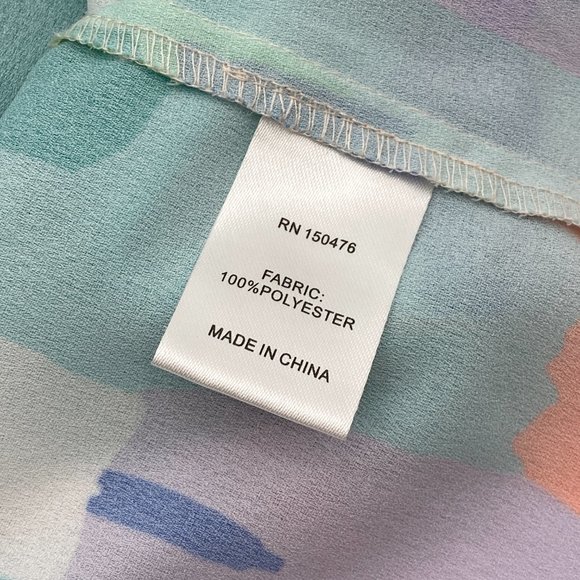 RN 150476
FABRIC:
100%POLYESTER
MADE IN CHINA